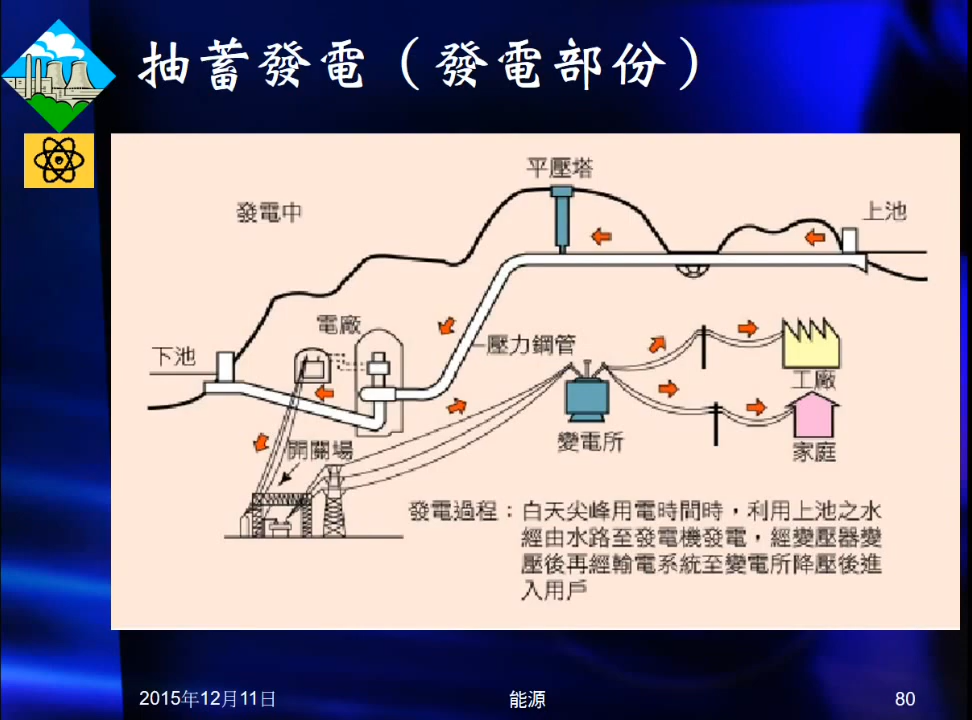 抽蓄發電（發電部份）
平壓塔
發電中
上池
電廠
下池
壓力鋼管
工廠
開關場
變電所
家庭
發電過程：白天尖峰用電時間時，利用上池之水
經由水路至發電機發電，經變壓器變
壓後再經輸電系統至變電所降壓後進
入用戶
2015年12月11日
能源
80